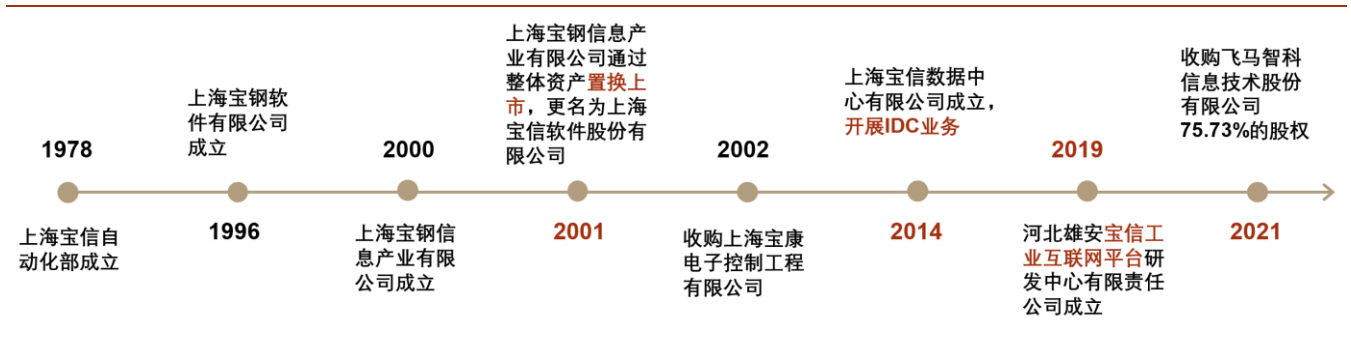 1978
上海宝信自
动化部成立
上海宝钢软
件有限公司
成立
1996
2000
上海宝钢信
息产业有限
公司成立
上海宝钢信息产
业有限公司通过
整体资产置换上
市，更名为上海
宝信软件股份有
限公司
2001
2002
收购上海宝康
电子控制工程
有限公司
上海宝信数据中
心有限公司成立，
开展IDC业务
2014
2019
河北雄安宝信工
业互联网平台研
发中心有限责任
公司成立
收购飞马智科
信息技术股份
有限公司
75.73%的股权
2021